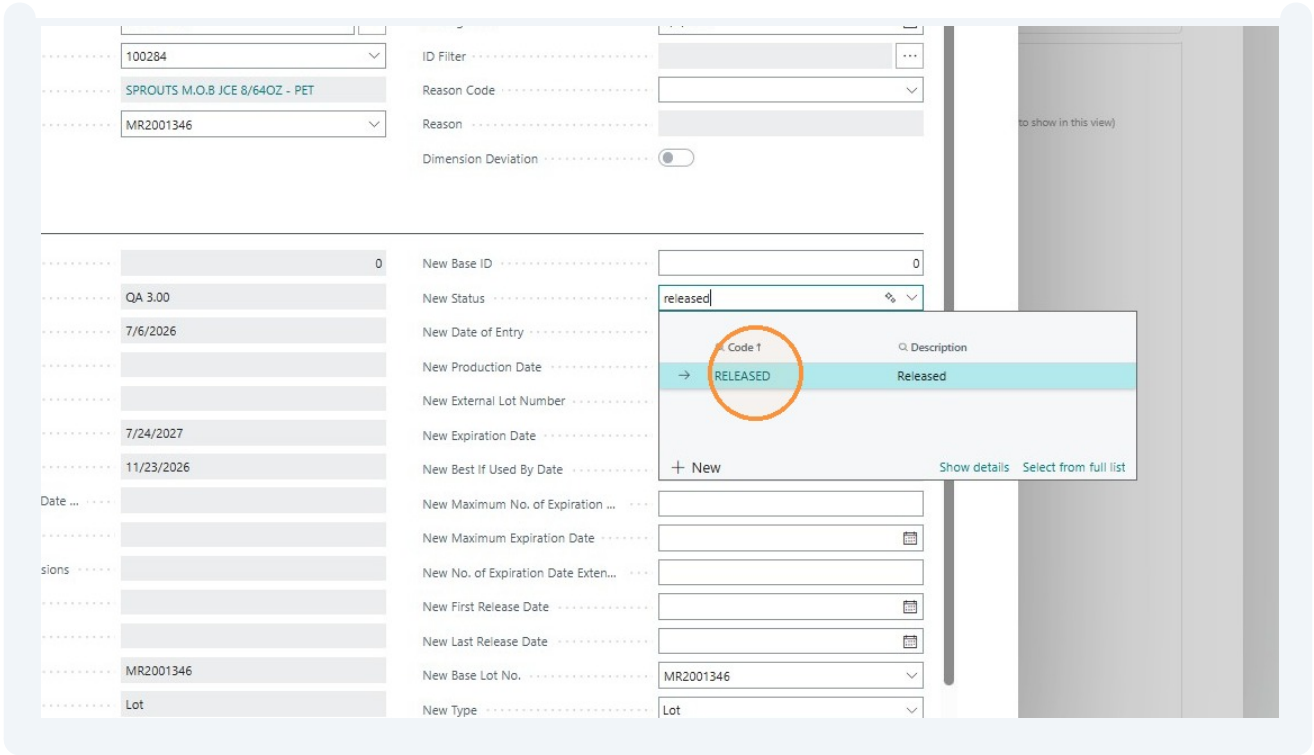 100284
ID Filter
SPROUTS M.O.B JCE 8/64OZ - PET
Reason Code
MR2001346
Reason
to show in this view)
Dimension Deviation
0
New Base ID
0
QA 3.00
New Status
released
7/6/2026
New Date of Entry
Code ↑
Description
New Production Date
→ RELEASED
Released
New External Lot Number
7/24/2027
New Expiration Date
11/23/2026
New Best If Used By Date
+ New
Show details
Select from full list
Date ...
New Maximum No. of Expiration ...
New Maximum Expiration Date
sions
New No. of Expiration Date Exten...
New First Release Date
New Last Release Date
MR2001346
New Base Lot No.
MR2001346
Lot
New Type
Lot